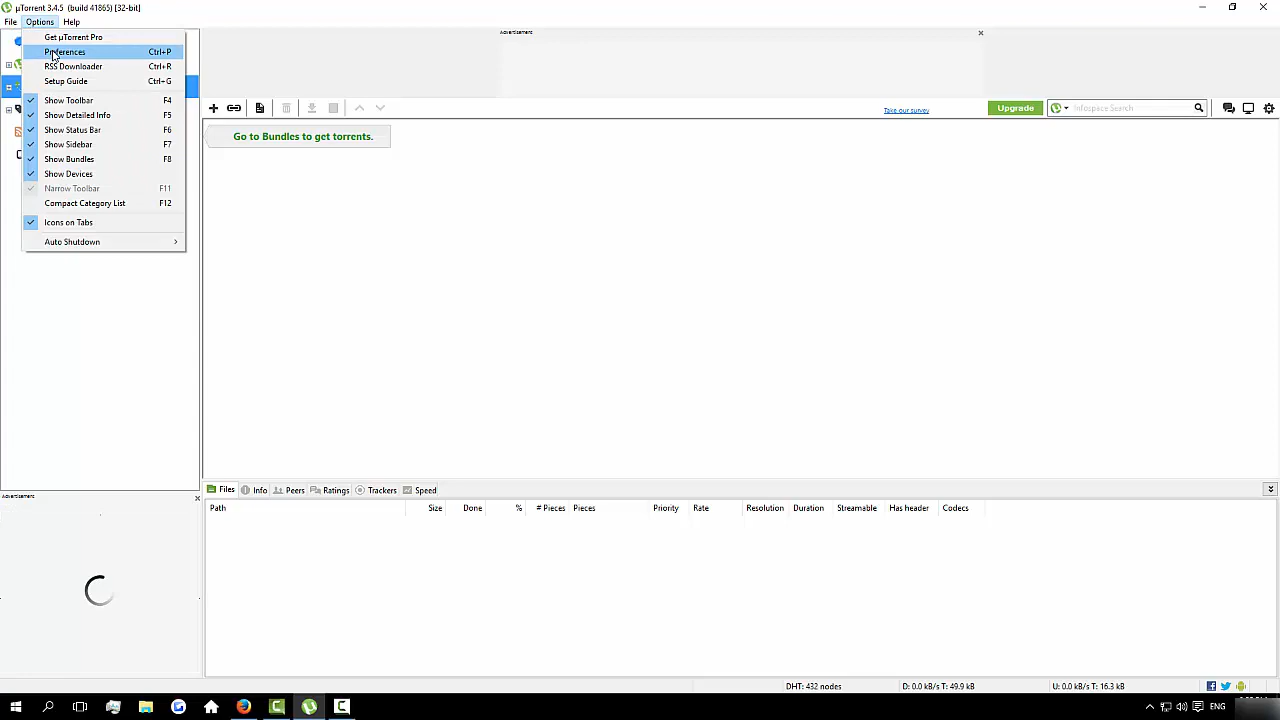 µTorrent 3.4.5 (build 41865) [32-bit]
File Options Help
Get µTorrent Pro
Preferences Ctrl+P
RSS Downloader Ctrl+R
Setup Guide Ctrl+G
Show Toolbar F4
Show Detailed Info F5
Show Status Bar F6
Show Sidebar F7
Show Bundles F8
Show Devices
Narrow Toolbar F11
Compact Category List F12
Icons on Tabs
Auto Shutdown
Advertisement
Take our survey
Upgrade
Infospace Search
Go to Bundles to get torrents.
Advertisement
Files Info Peers Ratings Trackers Speed
Path Size Done % # Pieces Pieces Priority Rate Resolution Duration Streamable Has header Codecs
DHT: 432 nodes D: 0.0 kB/s T: 49.9 kB U: 0.0 kB/s T: 16.3 kB
ENG